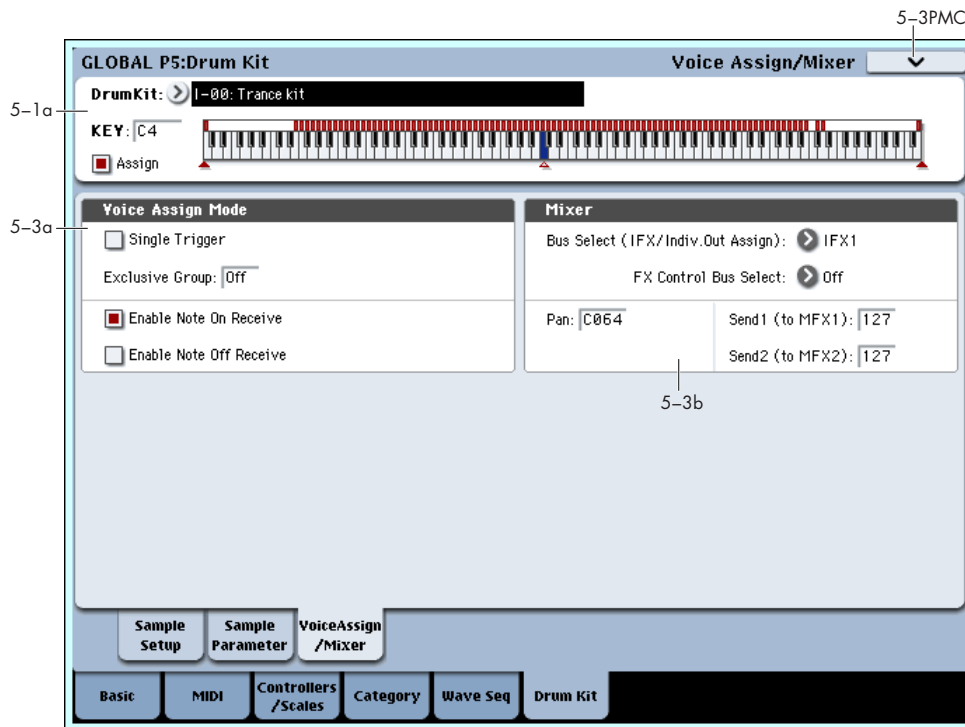 5–3PMC
GLOBAL P5:Drum Kit
Voice Assign/Mixer
DrumKit: I-00: Trance kit
5–1a
KEY: C4
Assign
5–3a
Voice Assign Mode
Single Trigger
Exclusive Group: Off
Enable Note On Receive
Enable Note Off Receive
Mixer
Bus Select (IFX/Indiv.Out Assign): IFX1
FX Control Bus Select: Off
Pan: C064
Send1 (to MFX1): 127
Send2 (to MFX2): 127
5–3b
Sample Setup
Sample Parameter
VoiceAssign /Mixer
Basic
MIDI
Controllers /Scales
Category
Wave Seq
Drum Kit